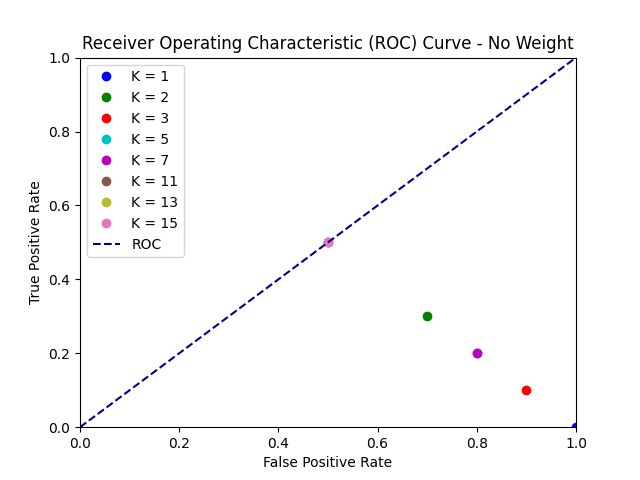 Receiver Operating Characteristic (ROC) Curve - No Weight
1.0
0.8
0.6
0.4
0.2
0.0
True Positive Rate
K = 1
K = 2
K = 3
K = 5
K = 7
K = 11
K = 13
K = 15
ROC
0.0 0.2 0.4 0.6 0.8 1.0
False Positive Rate